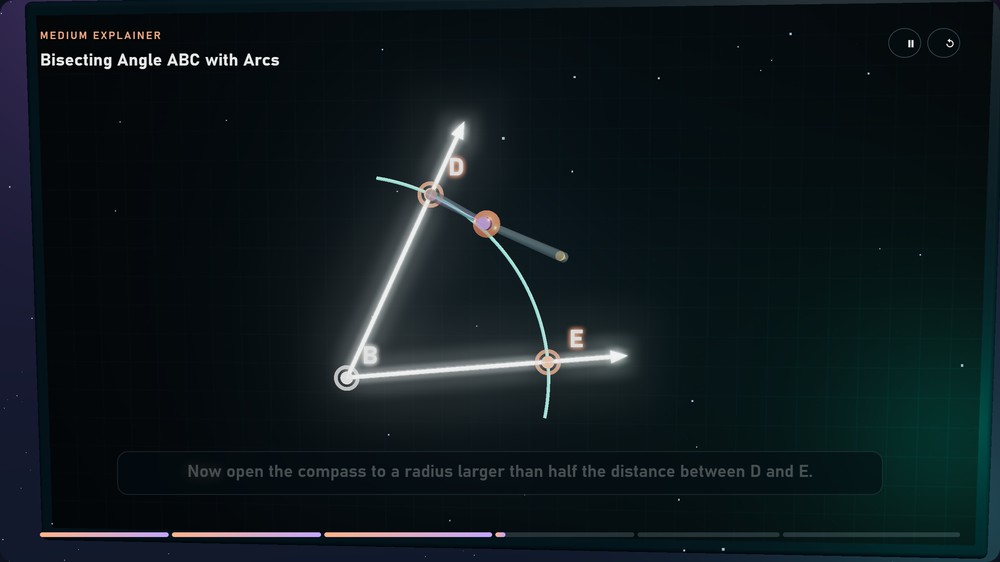 MEDIUM EXPLAINER
Bisecting Angle ABC with Arcs
D
E
B
Now open the compass to a radius larger than half the distance between D and E.